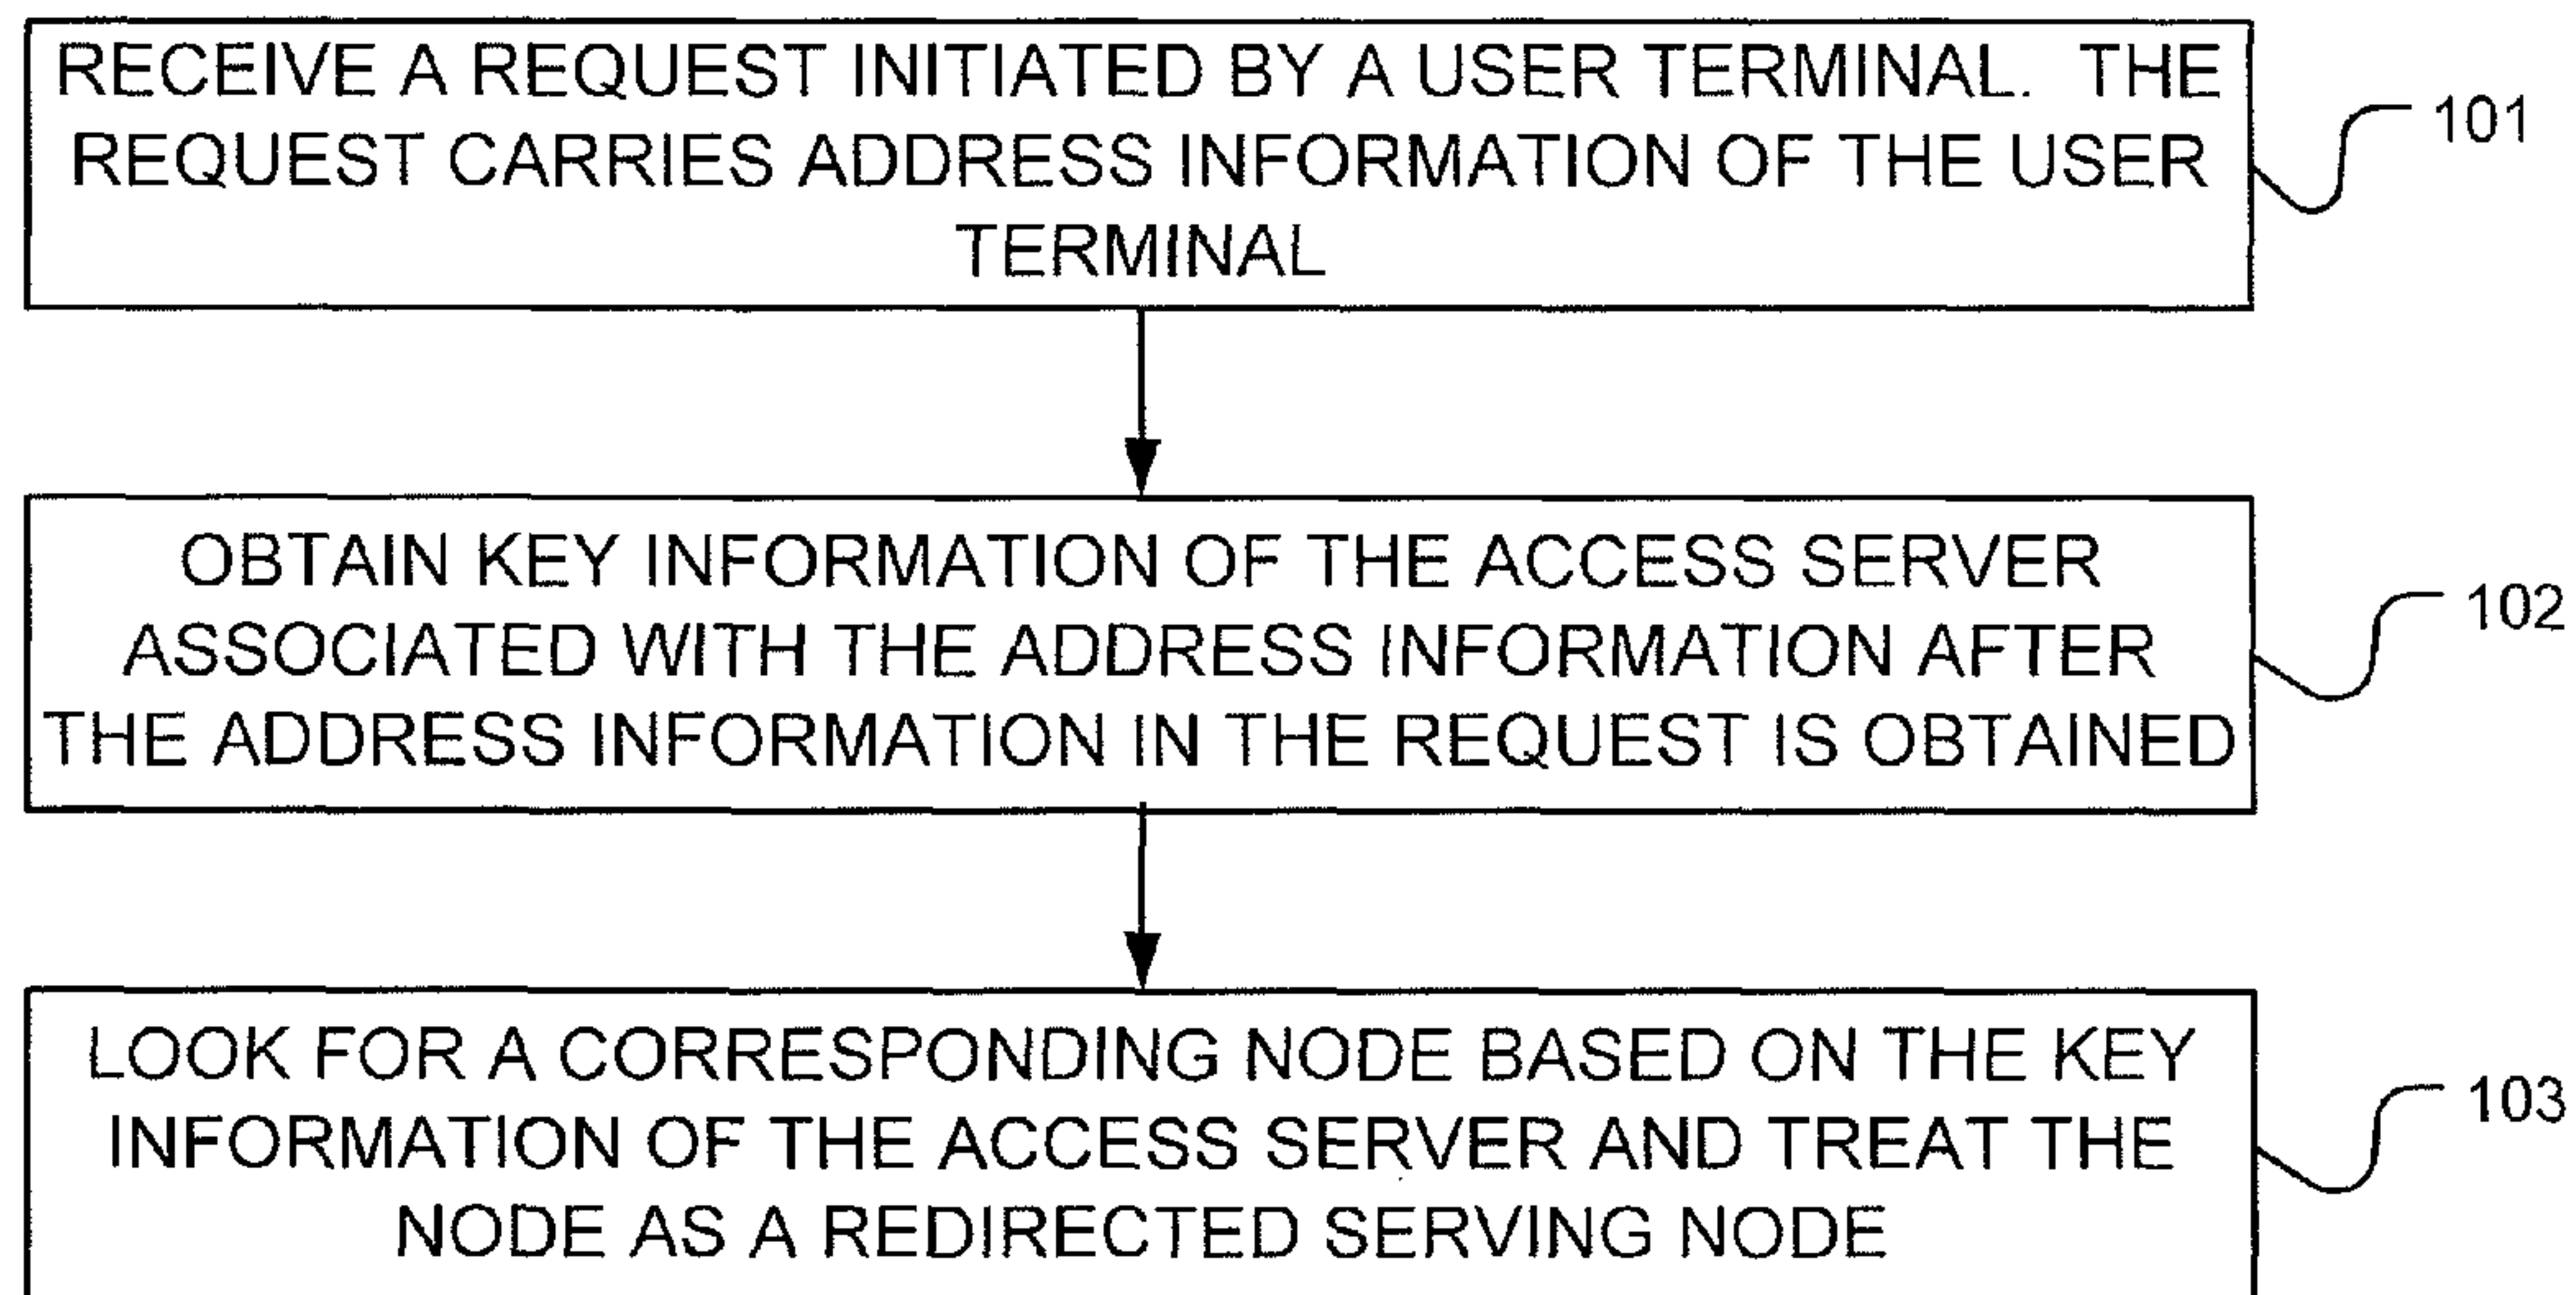 RECEIVE A REQUEST INITIATED BY A USER TERMINAL. THE
REQUEST CARRIES ADDRESS INFORMATION OF THE USER
TERMINAL
101
OBTAIN KEY INFORMATION OF THE ACCESS SERVER
ASSOCIATED WITH THE ADDRESS INFORMATION AFTER
THE ADDRESS INFORMATION IN THE REQUEST IS OBTAINED
102
LOOK FOR A CORRESPONDING NODE BASED ON THE KEY
INFORMATION OF THE ACCESS SERVER AND TREAT THE
NODE AS A REDIRECTED SERVING NODE
103